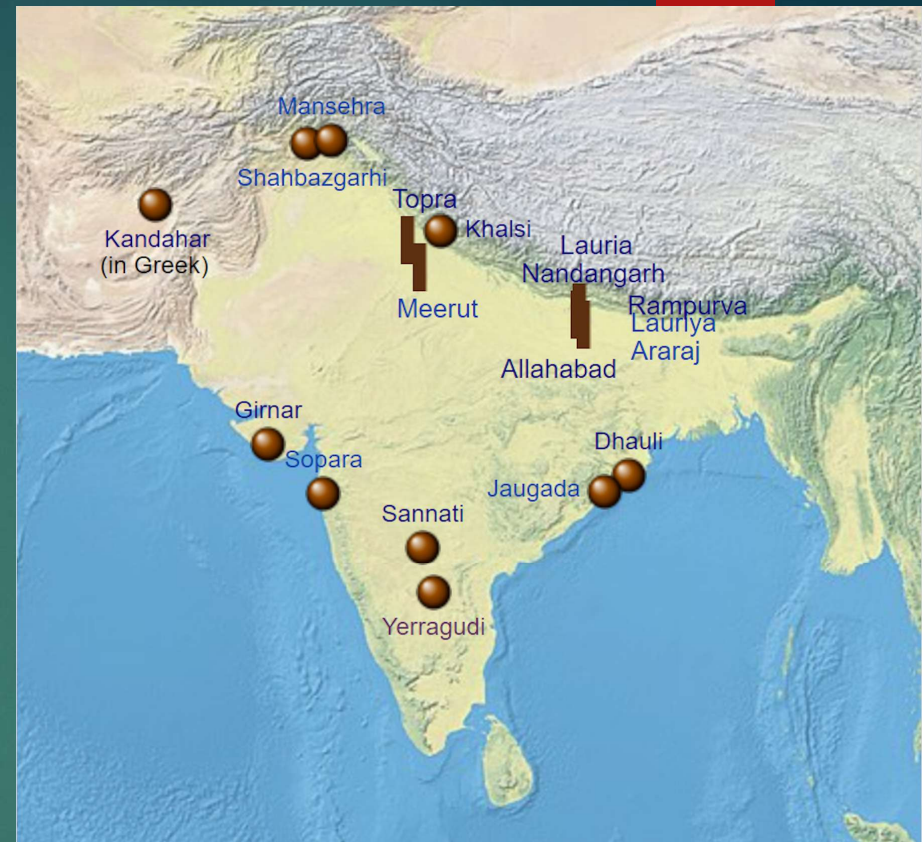 Mansehra
Shahbazgarhi
Topra
Khalsi
Kandahar
(in Greek)
Lauria
Nandangarh
Meerut
Rampurva
Lauriya
Araraj
Allahabad
Girnar
Sopara
Dhauli
Jaugada
Sannati
Yerragudi